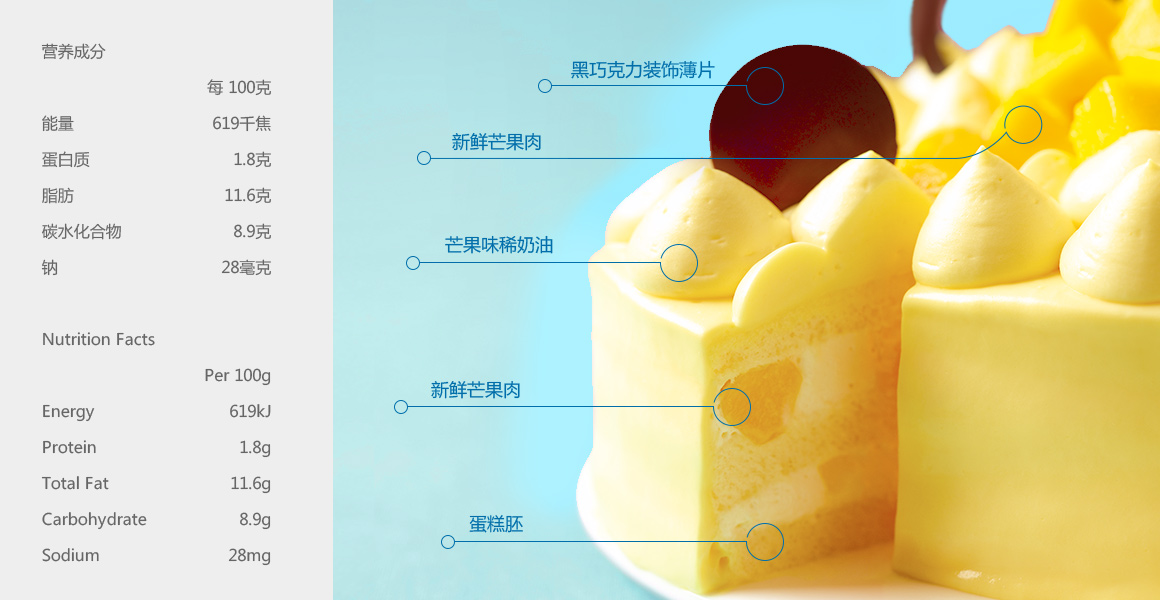 营养成分
每 100克
能量 619千焦
蛋白质 1.8克
脂肪 11.6克
碳水化合物 8.9克
钠 28毫克
Nutrition Facts
Per 100g
Energy 619kJ
Protein 1.8g
Total Fat 11.6g
Carbohydrate 8.9g
Sodium 28mg
黑巧克力装饰薄片
新鲜芒果肉
芒果味稀奶油
新鲜芒果肉
蛋糕胚